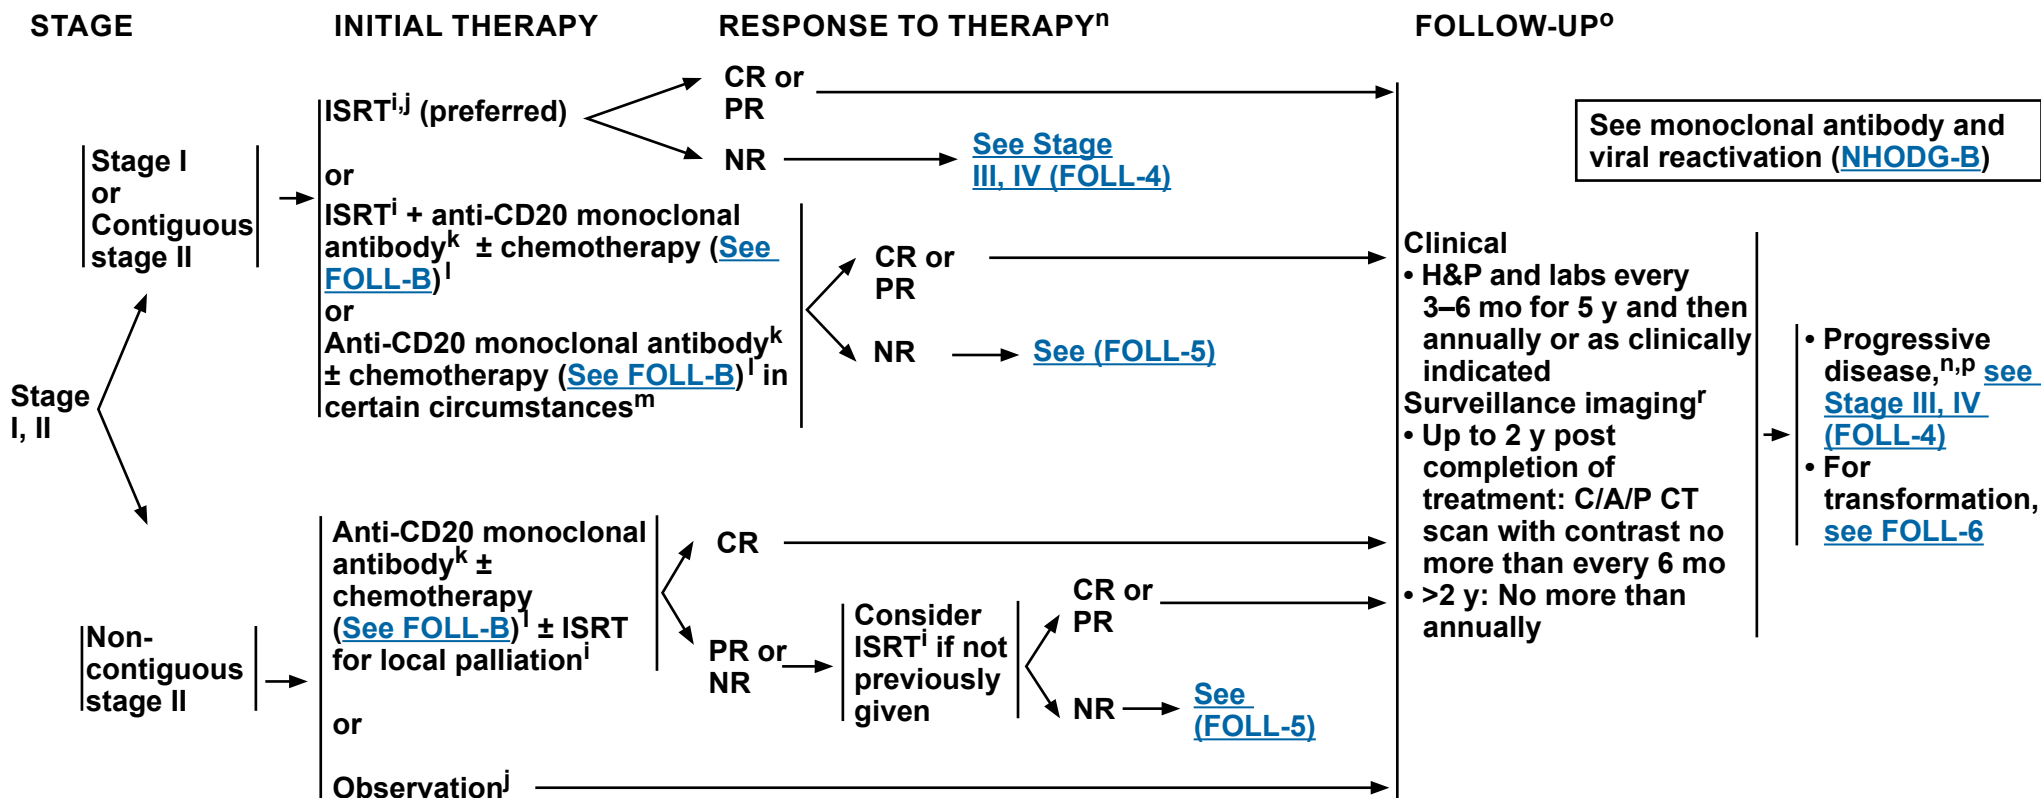 STAGE
INITIAL THERAPY
RESPONSE TO THERAPYn
FOLLOW-UPo
Stage
I, II
Stage I
or
Contiguous
stage II
ISRTi,j (preferred)
or
ISRTi + anti-CD20 monoclonal
antibodyk ± chemotherapy (See
FOLL-B)l
or
Anti-CD20 monoclonal antibodyk
± chemotherapy (See FOLL-B)l in
certain circumstancesm
CR or
PR
NR
See Stage
III, IV (FOLL-4)
CR or
PR
NR
See (FOLL-5)
Non-
contiguous
stage II
Anti-CD20 monoclonal
antibodyk ±
chemotherapy
(See FOLL-B)l ± ISRT
for local palliationi
or
Observationj
CR
PR or
NR
Consider
ISRTi if not
previously
given
CR or
PR
NR
See
(FOLL-5)
See monoclonal antibody and
viral reactivation (NHODG-B)
Clinical
• H&P and labs every
3–6 mo for 5 y and then
annually or as clinically
indicated
Surveillance imagingr
• Up to 2 y post
completion of
treatment: C/A/P CT
scan with contrast no
more than every 6 mo
• >2 y: No more than
annually
• Progressive
disease,n,p see
Stage III, IV
(FOLL-4)
• For
transformation,
see FOLL-6